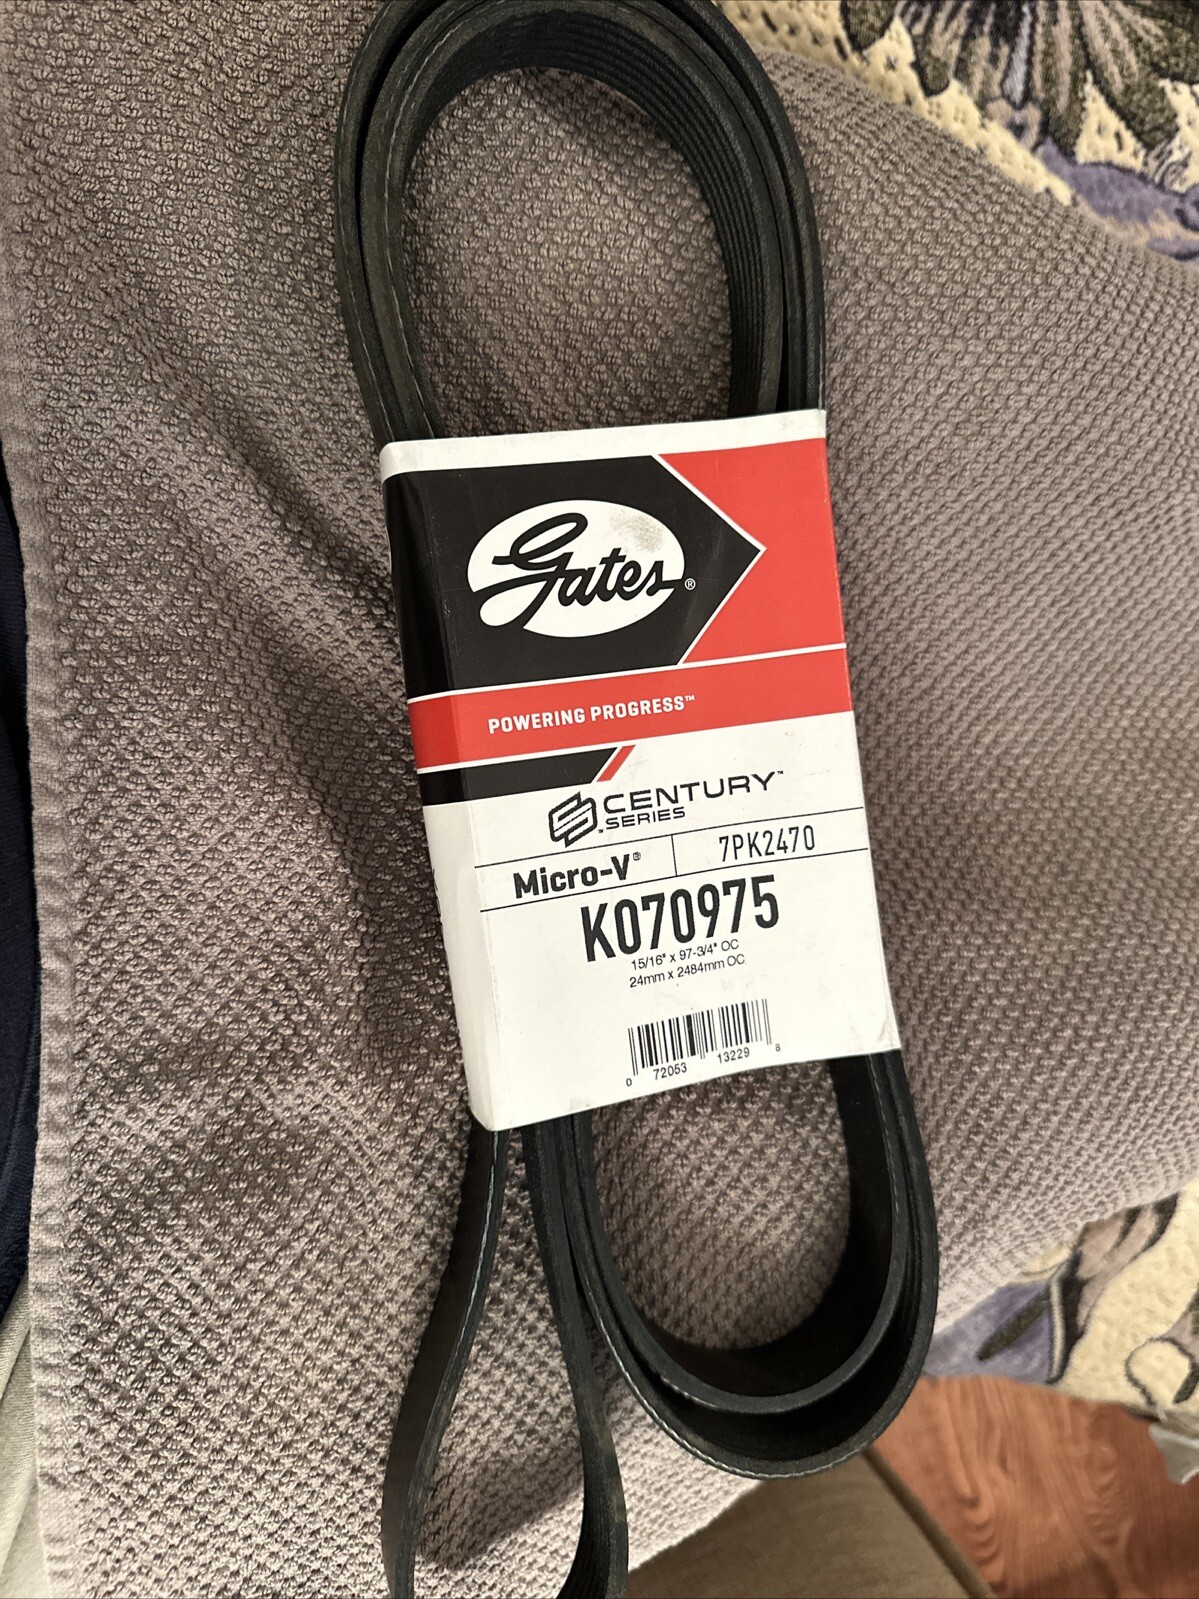 Gates®
POWERING PROGRESS™
CENTURY™
SERIES
Micro-V® 7PK2470
K070975
15/16" x 97-3/4" OC
24mm x 2484mm OC
0 72053 13229 8